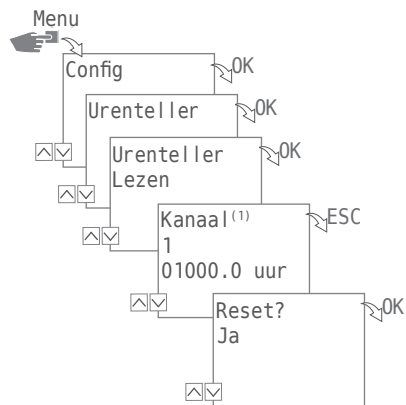 Menu
Config
OK
Urenteller
OK
Urenteller
Lezen
OK
Kanaal(1)
1
01000.0 uur
ESC
Reset?
Ja
OK